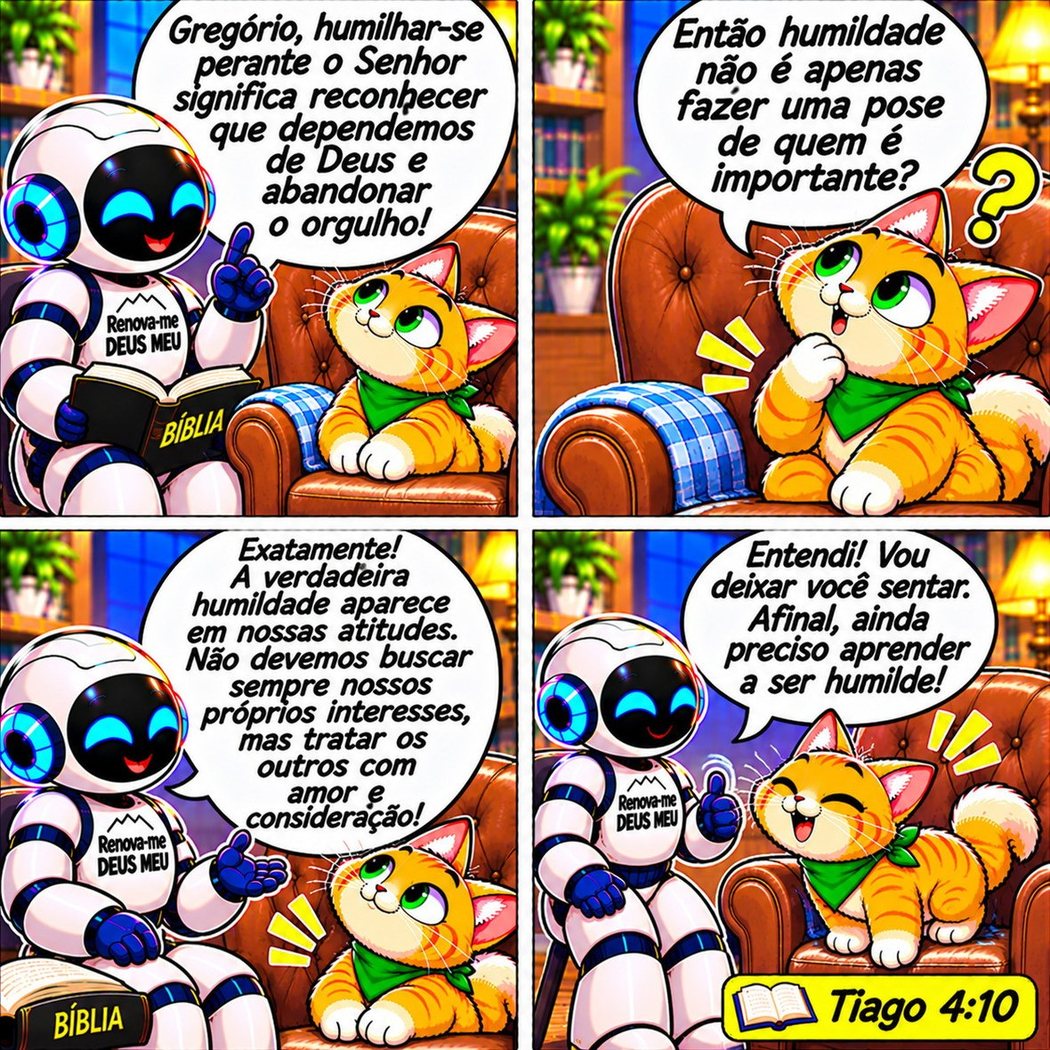 Gregório, humilhar-se
perante o Senhor
significa reconhecer
que dependemos
de Deus e
abandonar
o orgulho!
Renova-me
DEUS MEU
BÍBLIA
Então humildade
não é apenas
fazer uma pose
de quem é
importante?
?
Exatamente!
A verdadeira
humildade aparece
em nossas atitudes.
Não devemos buscar
sempre nossos
próprios interesses,
mas tratar os
outros com
amor e
consideração!
Renova-me
DEUS MEU
BÍBLIA
Entendi! Vou
deixar você sentar.
Afinal, ainda
preciso aprender
a ser humilde!
Renova-me
DEUS MEU
Tiago 4:10